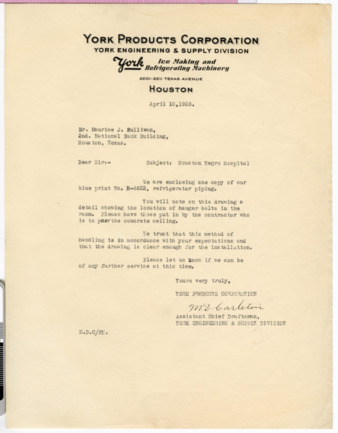 YORK PRODUCTS CORPORATION
YORK ENGINEERING & SUPPLY DIVISION
York Ice Making and
Refrigerating Machinery
TEXAS AVENUE
HOUSTON
April 10, 1926.
Mr. Maurice J. Sullivan,
2nd. National Bank Building,
Houston, Texas.
Dear Sir:- Subject: Houston Negro Hospital
We are enclosing one copy of our
blue print No. refrigerator piping.
You will note on this drawing a
detail showing the location of hanger bolts in the
room. Please have these put in by the contractor who
is to pour the concrete ceiling.
We trust that this method of
handling is in accordance with your expectations and
that the drawing is clear enough for the installation.
Please let us know if we can be
of any further service at this time.
Yours very truly,
YORK PRODUCTS CORPORATION
Assistant Chief Draftsman,
YORK ENGINEERING & SUPPLY DIVISION